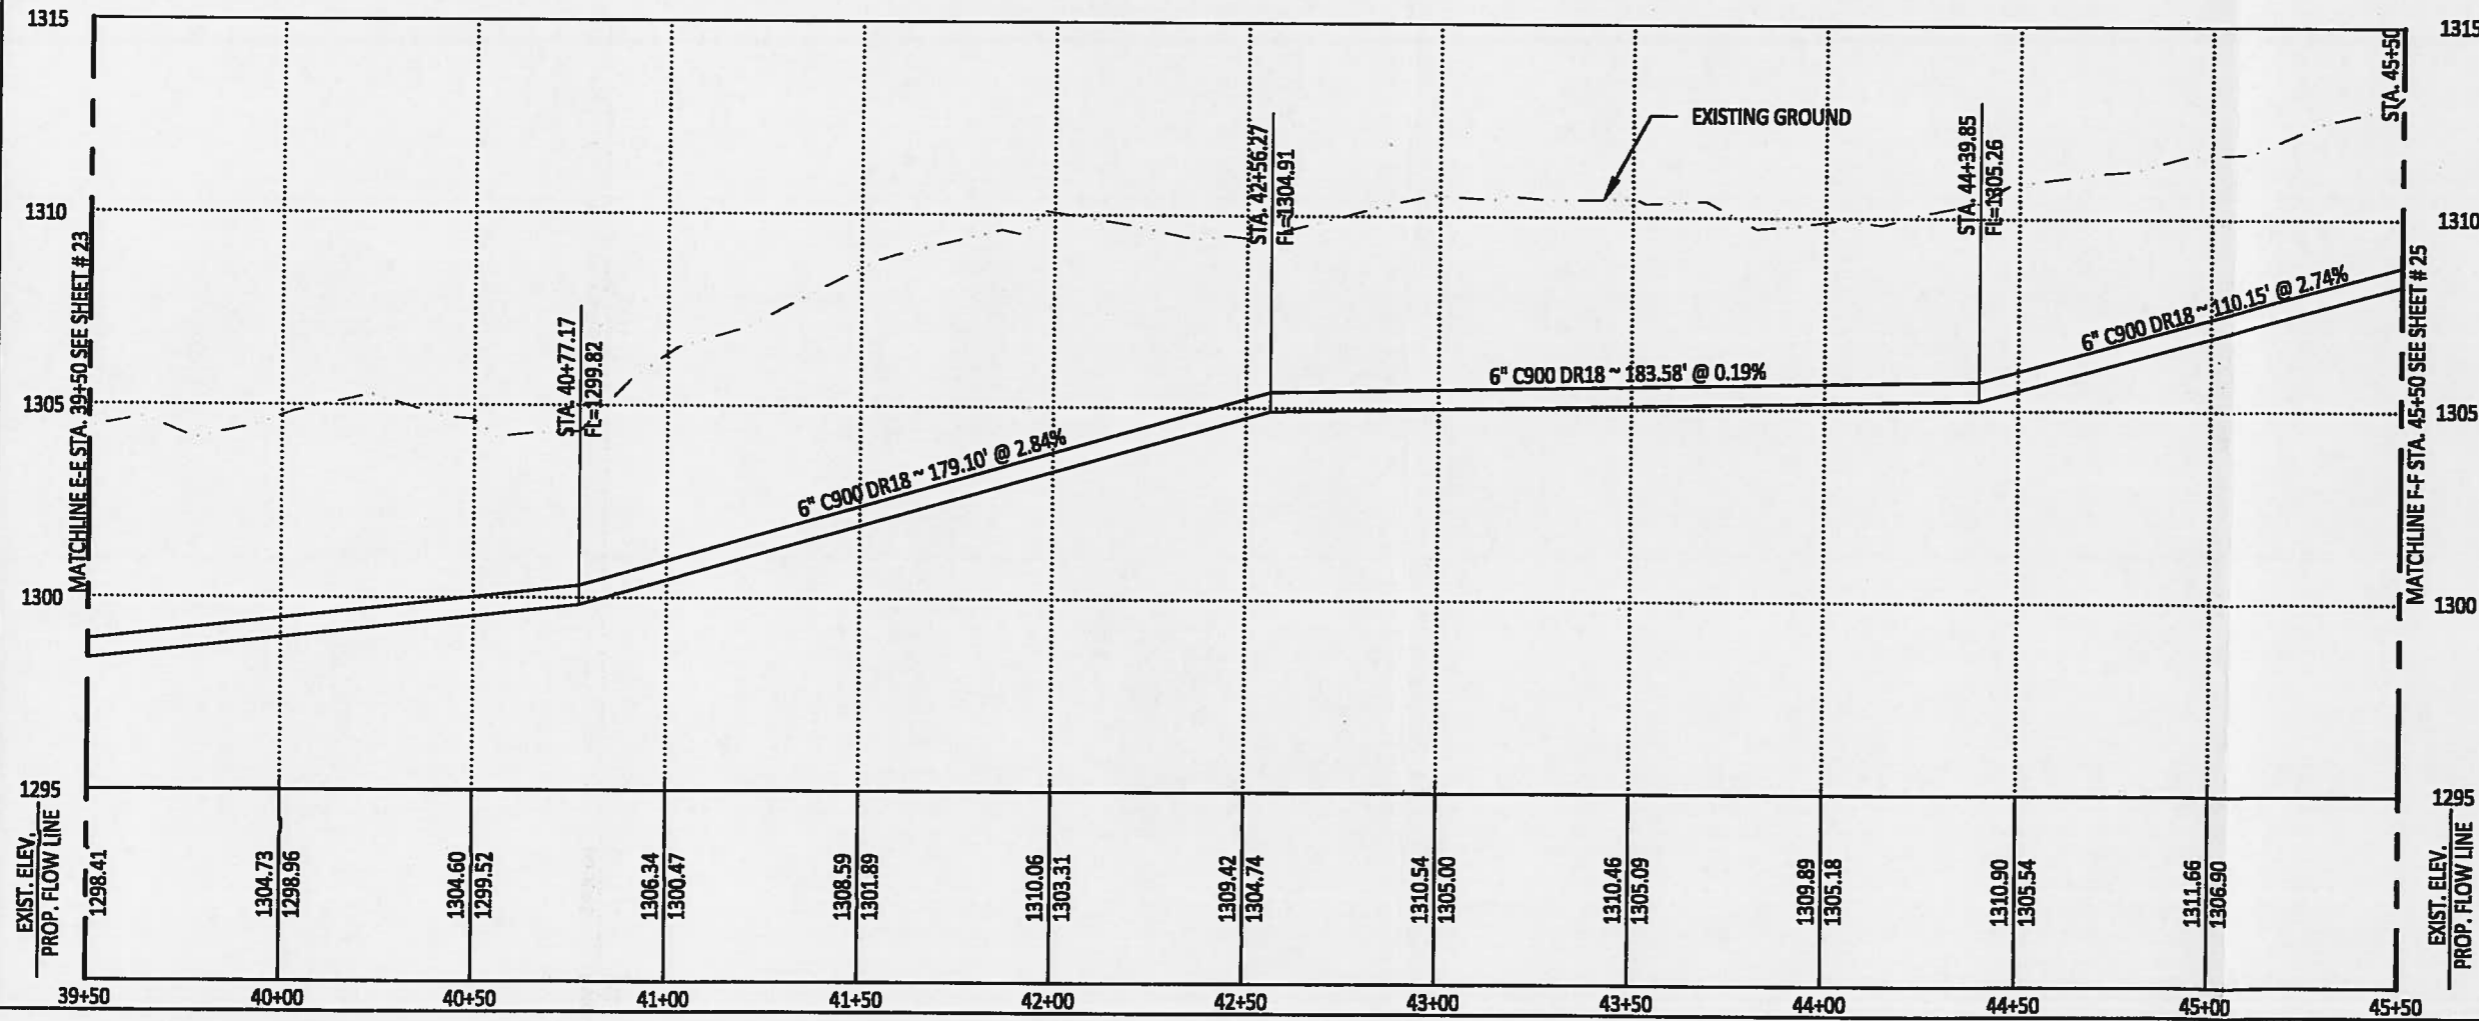 1315
1315
1310
1310
1305
1305
1300
1300
1295
1295
MATCHLINE E-E STA. 39+50 SEE SHEET # 23
STA. 40+77.17
FL=1299.82
STA. 42+56.27
FL=1304.91
EXISTING GROUND
STA. 44+39.85
FL=1305.26
STA. 45+50
MATCHLINE F-F STA. 45+50 SEE SHEET # 25
6" C900 DR18 ~ 179.10' @ 2.84%
6" C900 DR18 ~ 183.58' @ 0.19%
6" C900 DR18 ~ 110.15' @ 2.74%
EXIST. ELEV.
PROP. FLOW LINE
1298.41
1304.73
1298.96
1304.60
1299.52
1306.34
1300.47
1308.59
1301.89
1310.06
1303.31
1309.42
1304.74
1310.54
1305.00
1310.46
1305.09
1309.89
1305.18
1310.90
1305.54
1311.66
1306.90
EXIST. ELEV.
PROP. FLOW LINE
39+50
40+00
40+50
41+00
41+50
42+00
42+50
43+00
43+50
44+00
44+50
45+00
45+50